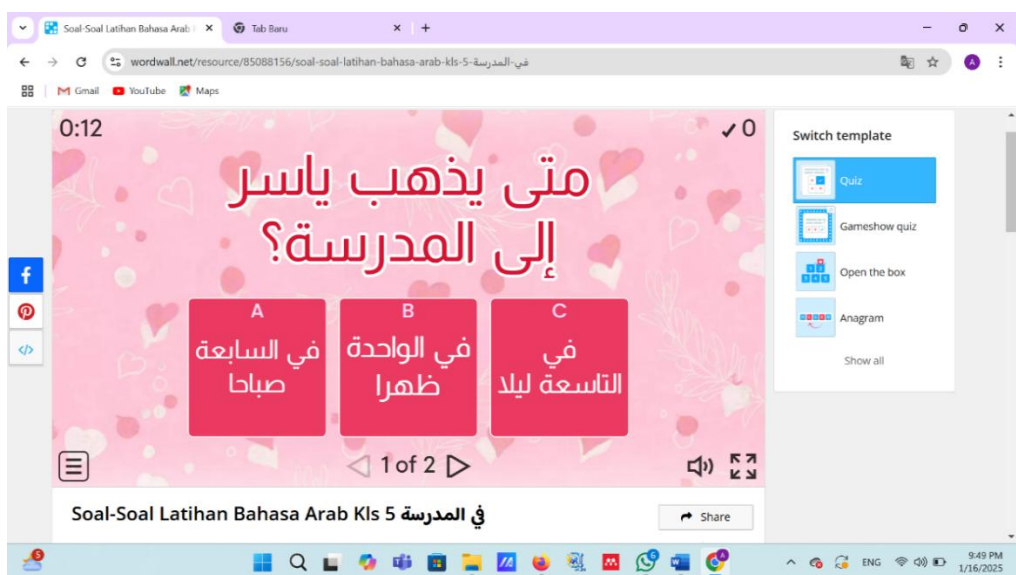 Soal-Soal Latihan Bahasa Arab
Tab Baru
wordwall.net/resource/85088156/soal-soal-latihan-bahasa-arab-kls-5-في-المدرسة
A
Gmail
YouTube
Maps
0:12
0
متى يذهب ياسر
إلى المدرسة؟
A
في السابعة
صباحا
B
في الواحدة
ظهرا
C
في
التاسعة ليلا
1 of 2
Soal-Soal Latihan Bahasa Arab Kls 5 في المدرسة
Share
Switch template
Quiz
Gameshow quiz
Open the box
Anagram
Show all
ENG
9:49 PM
1/16/2025